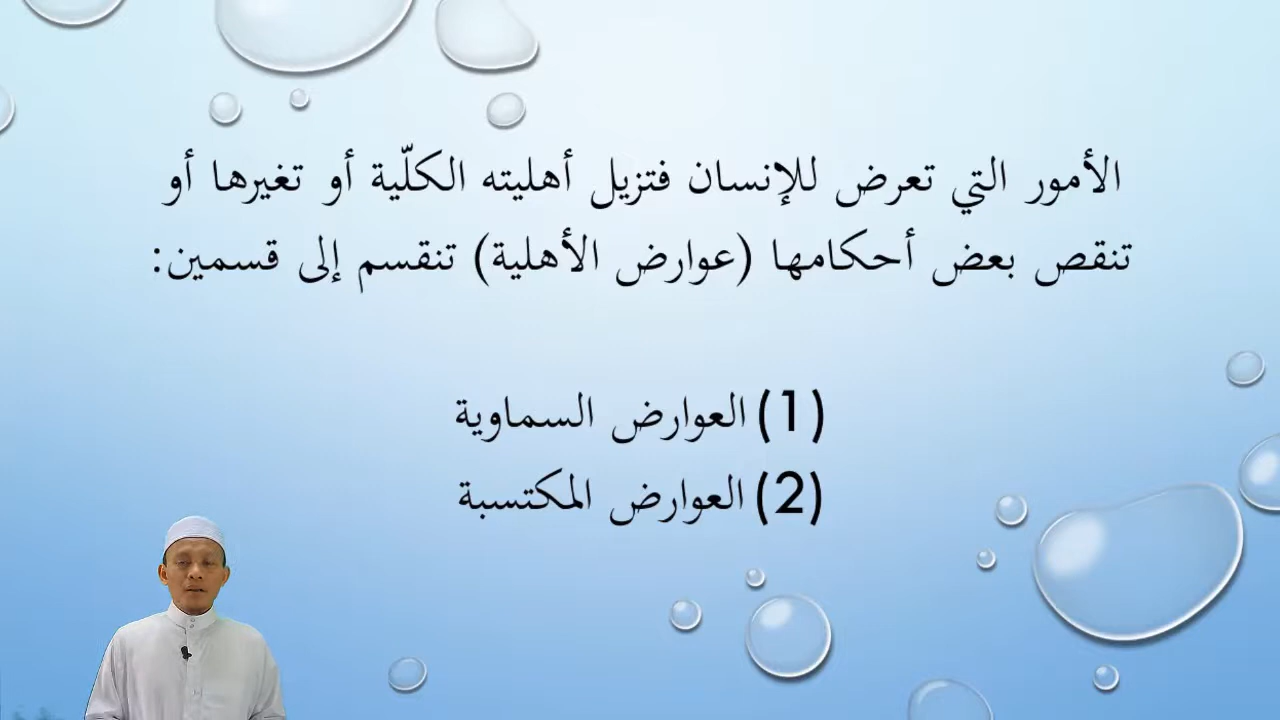 الأمور التي تعرض للإنسان فتزيل أهليته الكلّية أو تغيرها أو
تنقص بعض أحكامها (عوارض الأهلية) تنقسم إلى قسمين:
(1) العوارض السماوية
(2) العوارض المكتسبة